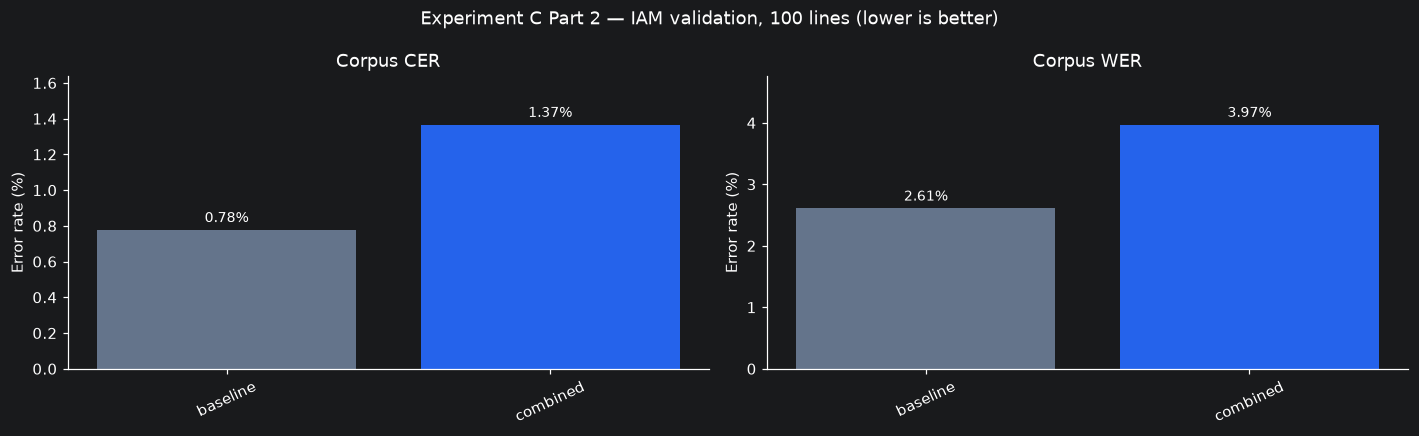 Experiment C Part 2 — IAM validation, 100 lines (lower is better)
Corpus CER
Error rate (%)
1.6
1.4
1.2
1.0
0.8
0.6
0.4
0.2
0.0
0.78%
1.37%
baseline
combined
Corpus WER
Error rate (%)
4
3
2
1
0
2.61%
3.97%
baseline
combined